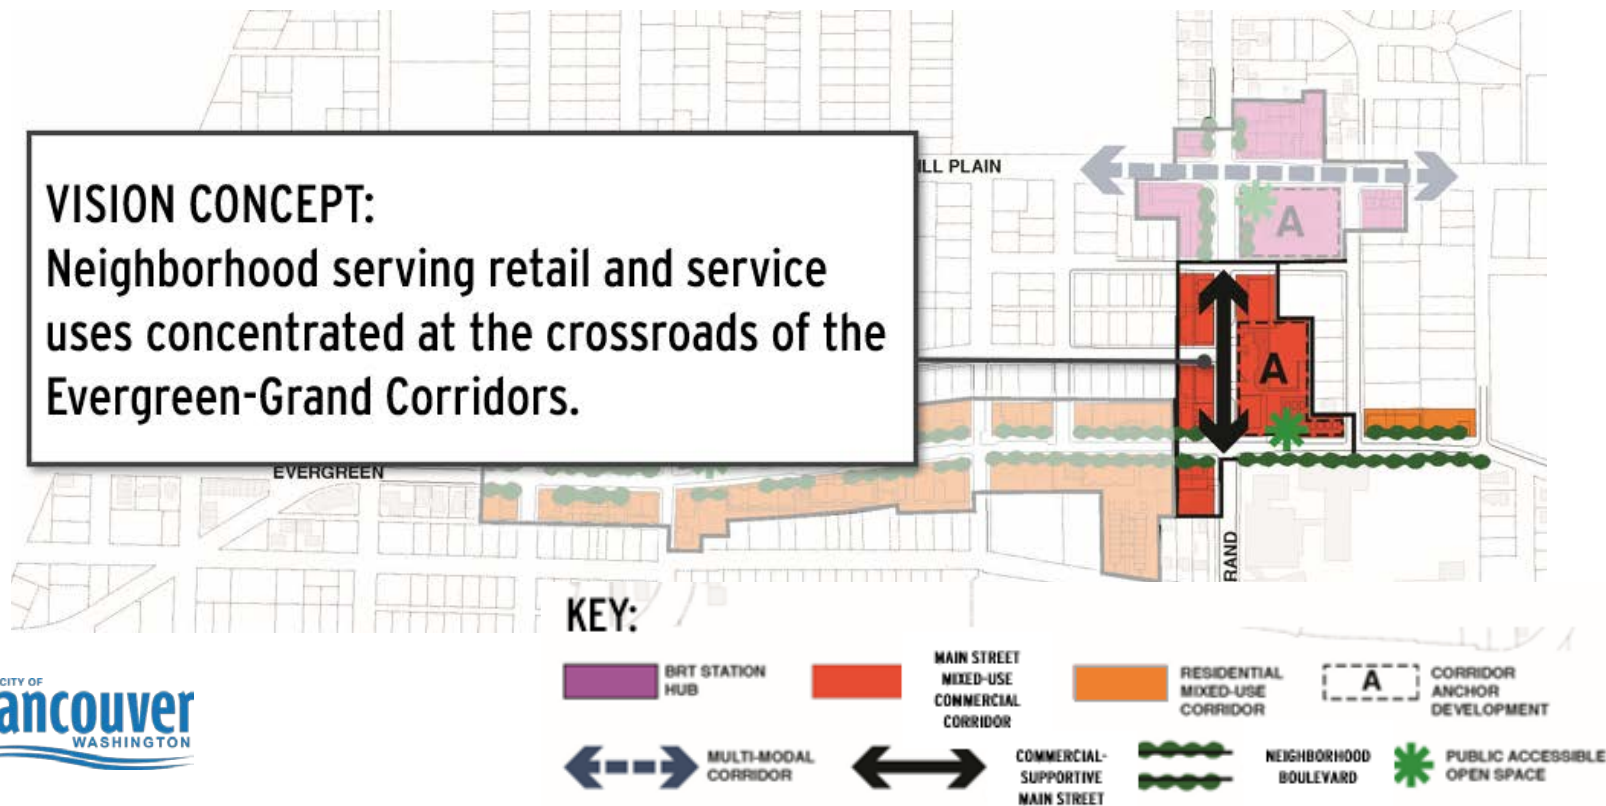 ILL PLAIN
A
VISION CONCEPT:
Neighborhood serving retail and service
uses concentrated at the crossroads of the
Evergreen-Grand Corridors.
A
EVERGREEN
RAND
KEY:
BRT STATION
HUB
MAIN STREET
MIXED-USE
COMMERCIAL
CORRIDOR
RESIDENTIAL
MIXED-USE
CORRIDOR
A
CORRIDOR
ANCHOR
DEVELOPMENT
MULTI-MODAL
CORRIDOR
COMMERCIAL-
SUPPORTIVE
MAIN STREET
NEIGHBORHOOD
BOULEVARD
PUBLIC ACCESSIBLE
OPEN SPACE
CITY OF
ancouver
WASHINGTON